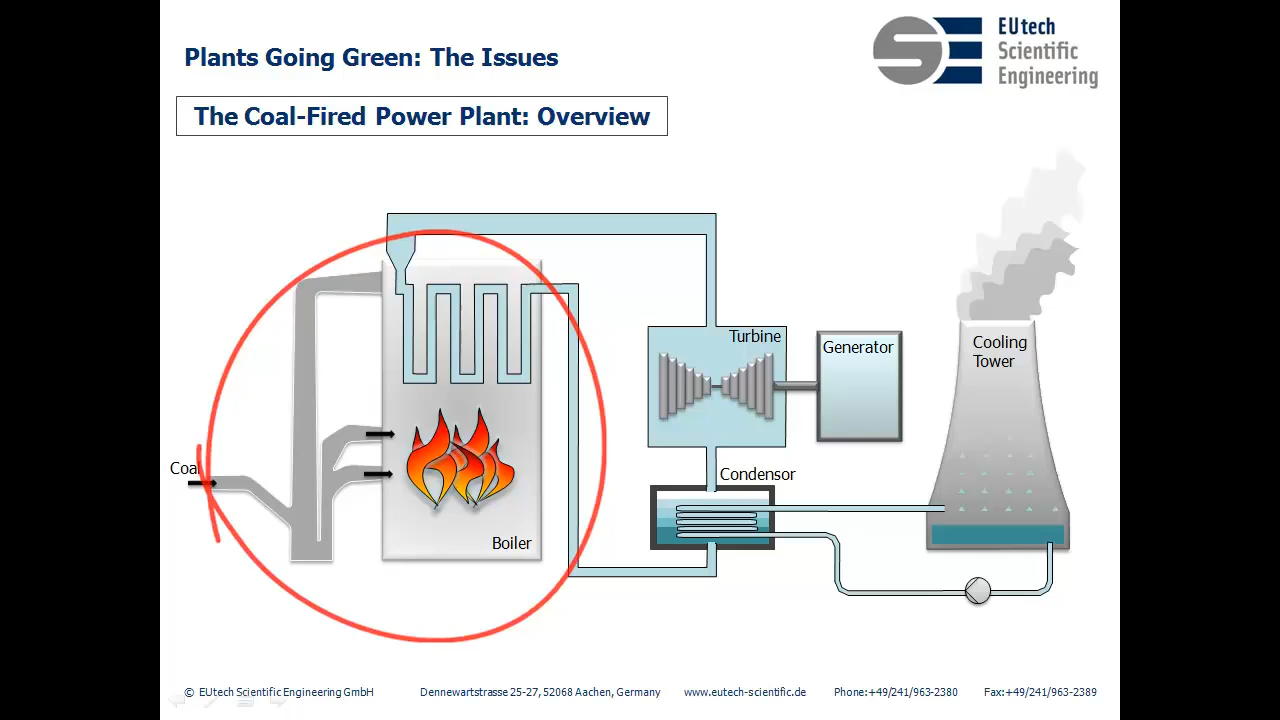 Plants Going Green: The Issues
EUtech
Scientific
Engineering
The Coal-Fired Power Plant: Overview
Turbine
Generator
Cooling
Tower
Coal
Condensor
Boiler
© EUtech Scientific Engineering GmbH Dennewartstrasse 25-27, 52068 Aachen, Germany www.eutech-scientific.de Phone:+49/241/963-2380 Fax:+49/241/963-2389